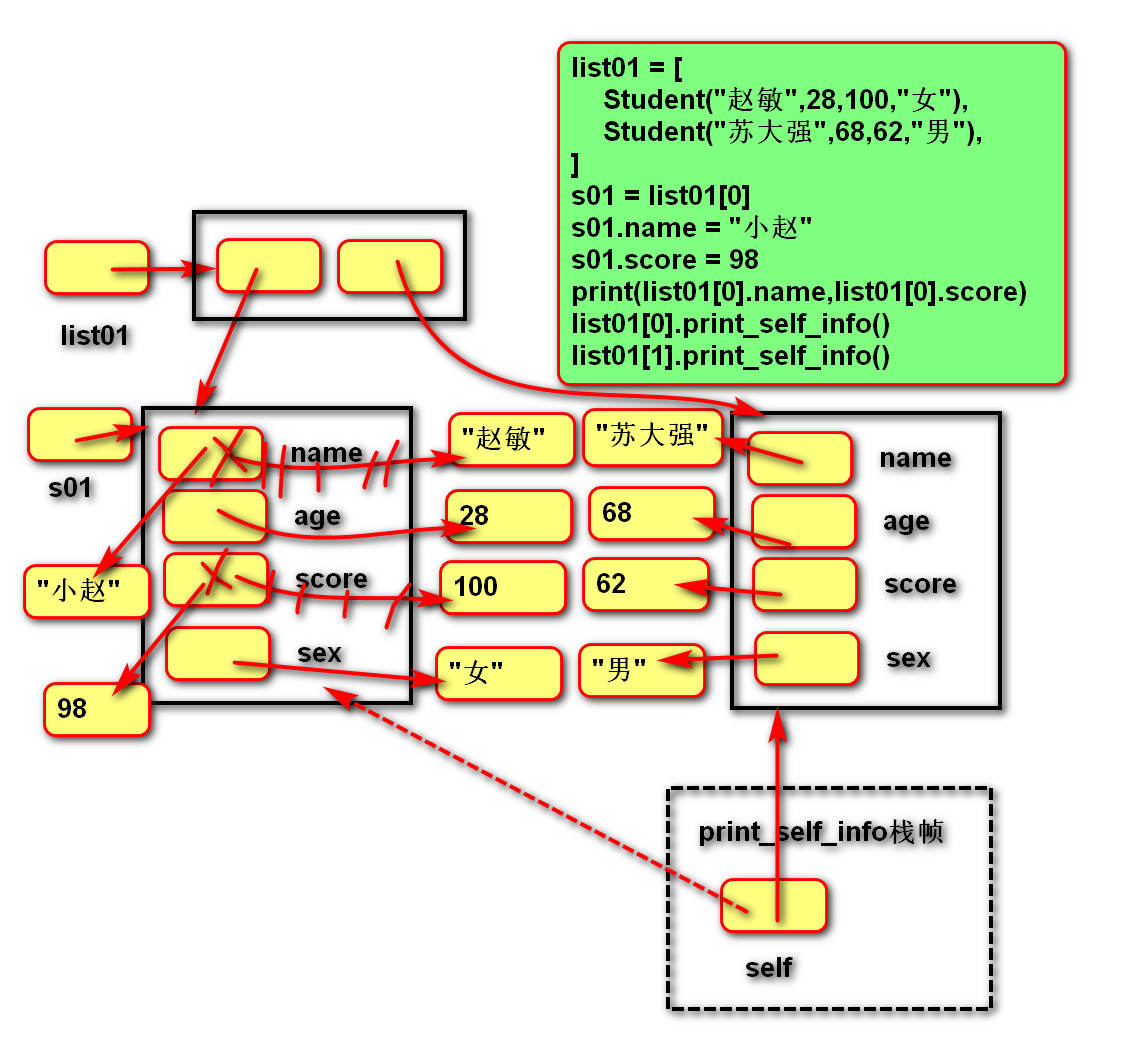 list01 = [
Student("赵敏",28,100,"女"),
Student("苏大强",68,62,"男"),
]
s01 = list01[0]
s01.name = "小赵"
s01.score = 98
print(list01[0].name,list01[0].score)
list01[0].print_self_info()
list01[1].print_self_info()
list01
s01
name
"赵敏"
"苏大强"
name
age
28
68
age
"小赵"
score
100
62
score
sex
"女"
"男"
sex
98
print_self_info栈帧
self